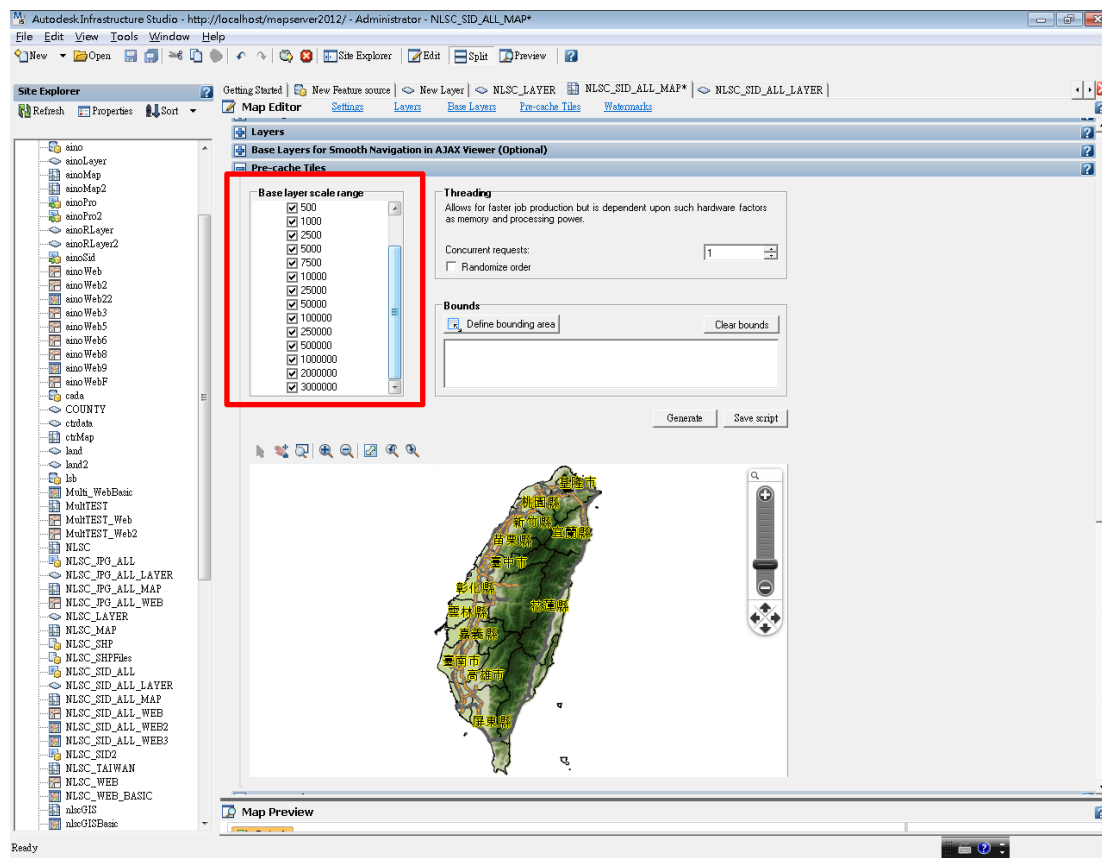 Autodesk Infrastructure Studio - http://localhost/mapserver2012/ - Administrator - NLSC_SID_ALL_MAP*
File Edit View Tools Window Help
New Open Site Explorer Edit Split Preview
Site Explorer
Refresh Properties Sort
aino
ainoLayer
ainoMap
ainoMap2
ainoPro
ainoPro2
ainoRLayer
ainoRLayer2
ainoSid
ainoWeb
ainoWeb2
ainoWeb22
ainoWeb3
ainoWeb5
ainoWeb6
ainoWeb8
ainoWeb9
ainoWebF
cada
COUNTY
ctrdata
ctrMap
land
land2
lsb
Multi_WebBasic
MultTEST
MultTEST_Web
MultTEST_Web2
NLSC
NLSC_JPG_ALL
NLSC_JPG_ALL_LAYER
NLSC_JPG_ALL_MAP
NLSC_JPG_ALL_WEB
NLSC_LAYER
NLSC_MAP
NLSC_SHP
NLSC_SHPFiles
NLSC_SID_ALL
NLSC_SID_ALL_LAYER
NLSC_SID_ALL_MAP
NLSC_SID_ALL_WEB
NLSC_SID_ALL_WEB2
NLSC_SID_ALL_WEB3
NLSC_SID2
NLSC_TAIWAN
NLSC_WEB
NLSC_WEB_BASIC
nlscGIS
nlscGISBasic
Getting Started New Feature source New Layer NLSC_LAYER NLSC_SID_ALL_MAP* NLSC_SID_ALL_LAYER
Map Editor Settings Layers Base Layers Pre-cache Tiles Watermarks
Layers
Base Layers for Smooth Navigation in AJAX Viewer (Optional)
Pre-cache Tiles
Base layer scale range
500
1000
2500
5000
7500
10000
25000
50000
100000
250000
500000
1000000
2000000
3000000
Threading
Allows for faster job production but is dependent upon such hardware factors
as memory and processing power.
Concurrent requests: 1
Randomize order
Bounds
Define bounding area Clear bounds
Generate Save script
桃園縣
新竹縣
宜蘭縣
苗栗縣
臺中市
彰化縣
花蓮縣
雲林縣
嘉義縣
臺南市
高雄市
屏東縣
Map Preview
Ready